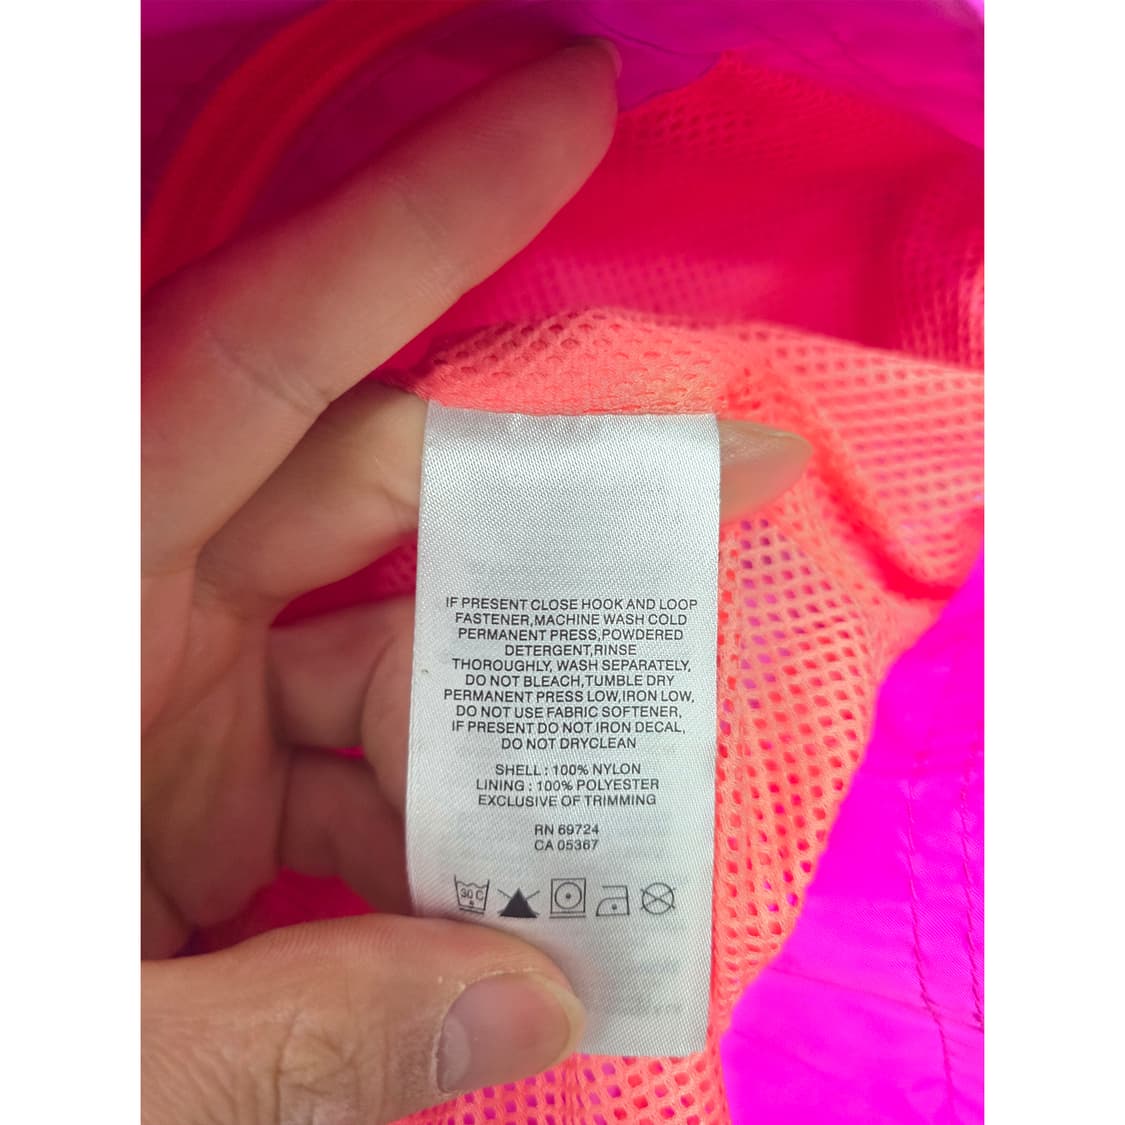 IF PRESENT CLOSE HOOK AND LOOP
FASTENER,MACHINE WASH COLD
PERMANENT PRESS,POWDERED
DETERGENT,RINSE
THOROUGHLY, WASH SEPARATELY,
DO NOT BLEACH,TUMBLE DRY
PERMANENT PRESS LOW,IRON LOW,
DO NOT USE FABRIC SOFTENER,
IF PRESENT DO NOT IRON DECAL,
DO NOT DRYCLEAN
SHELL : 100% NYLON
LINING : 100% POLYESTER
EXCLUSIVE OF TRIMMING
RN 69724
CA 05367
30 C